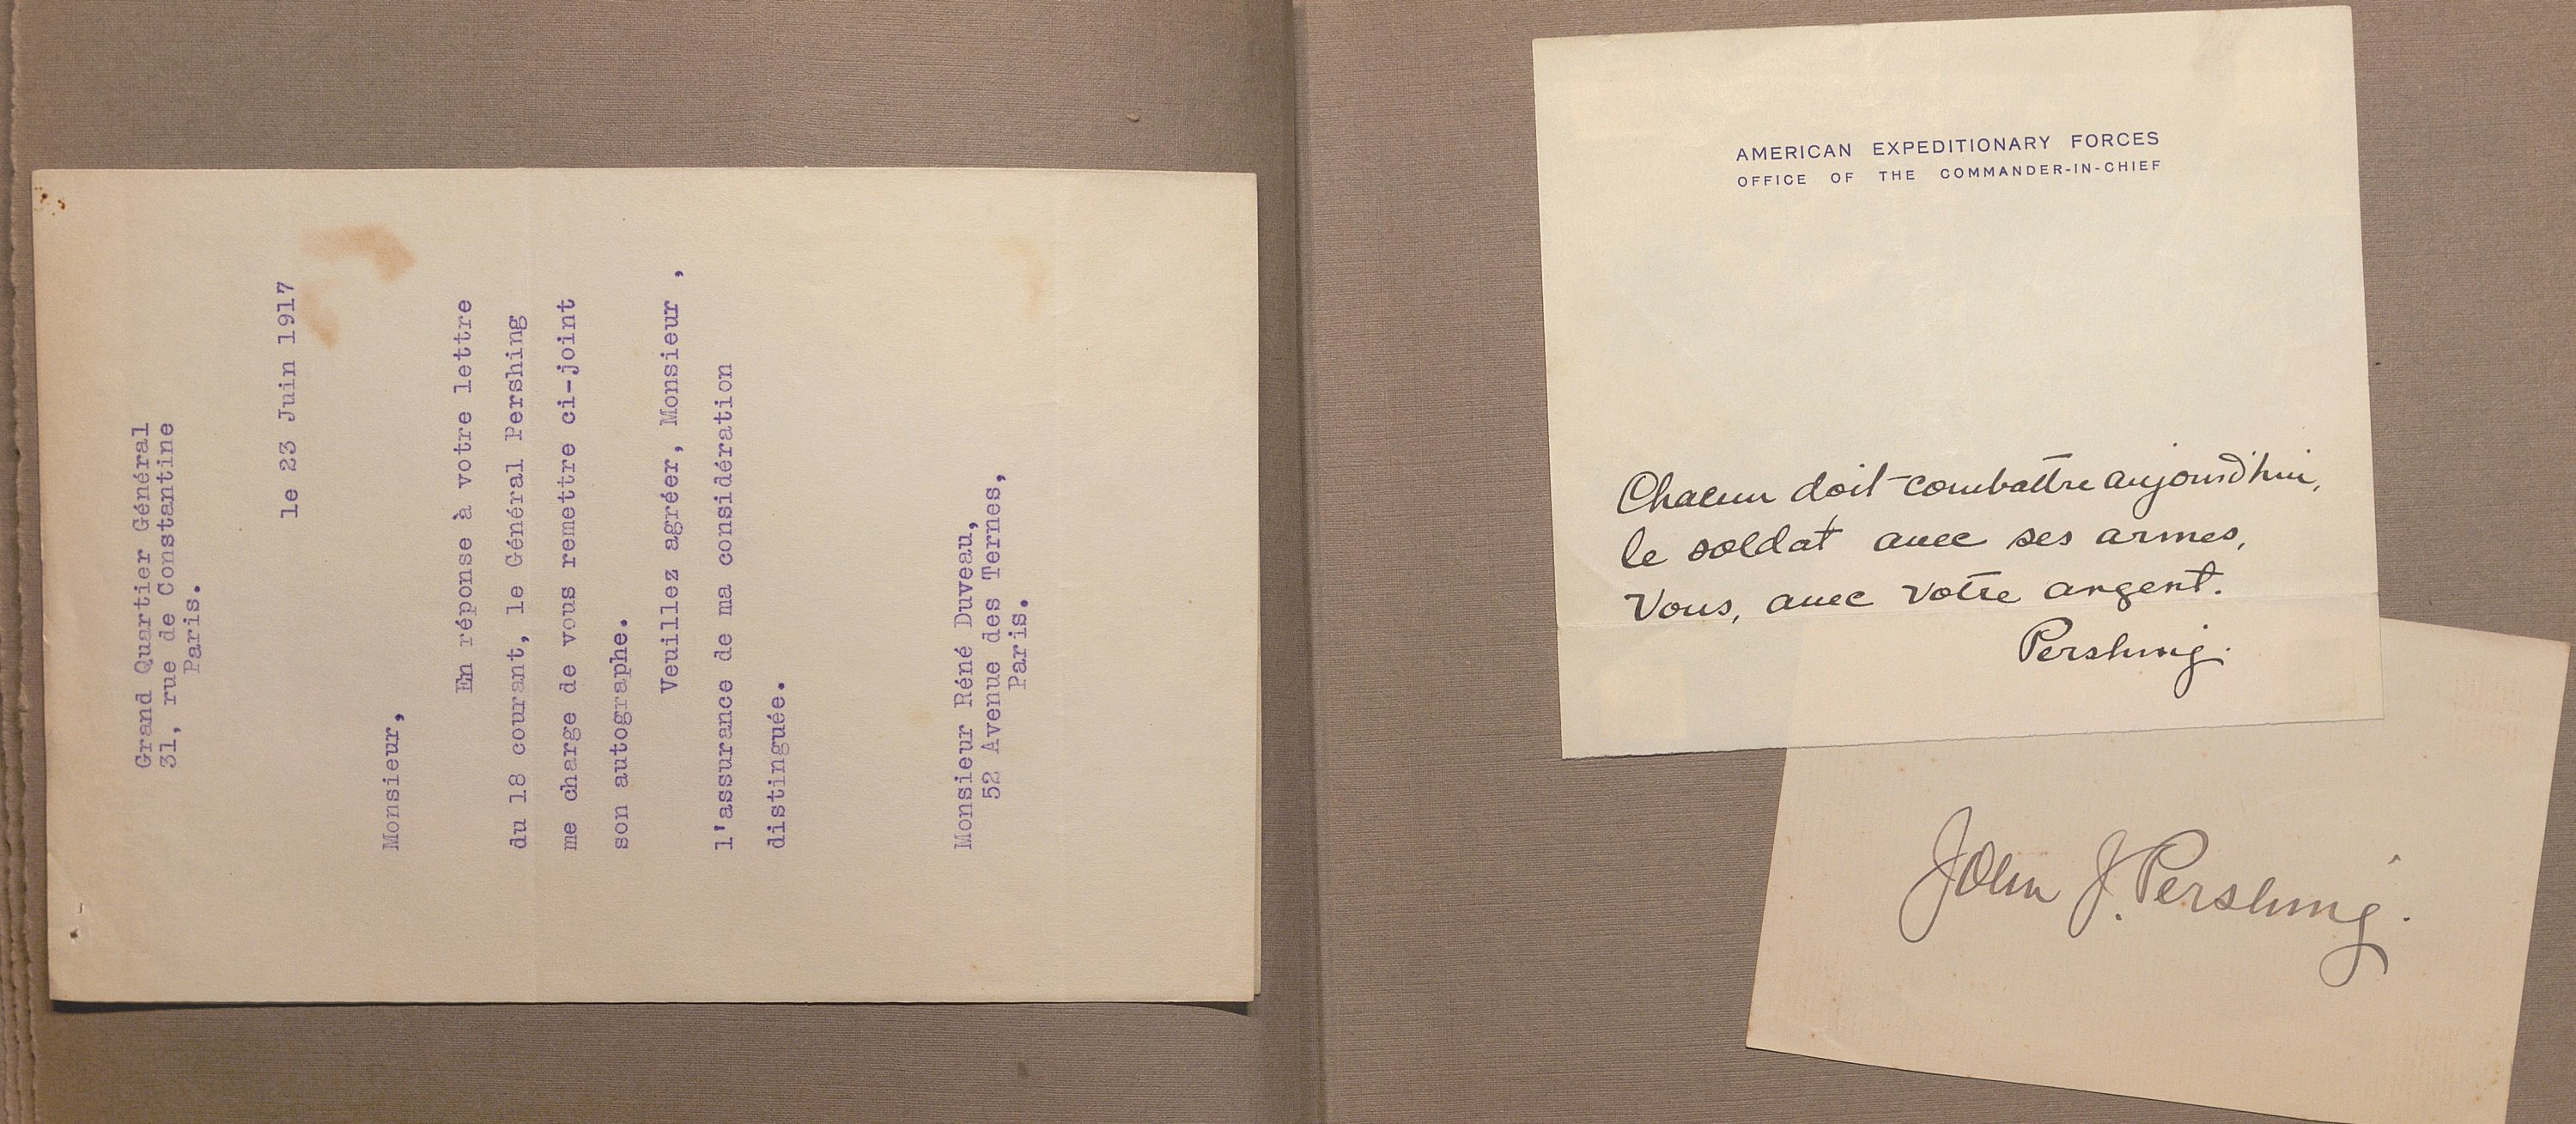 Grand Quartier Général
31, rue de Constantine
Paris.
le 23 Juin 1917
Monsieur,
En réponse à votre lettre
du 18 courant, le Général Pershing
me charge de vous remettre ci-joint
son autographe.
Veuillez agréer, Monsieur ,
l'assurance de ma considération
distinguée.
Monsieur Réné Duveau,
52 Avenue des Ternes,
Paris.
AMERICAN EXPEDITIONARY FORCES
OFFICE OF THE COMMANDER-IN-CHIEF
Chacun doit combattre aujourd'hui,
le soldat avec ses armes,
Vous, avec votre argent.
Pershing.
John J. Pershing.